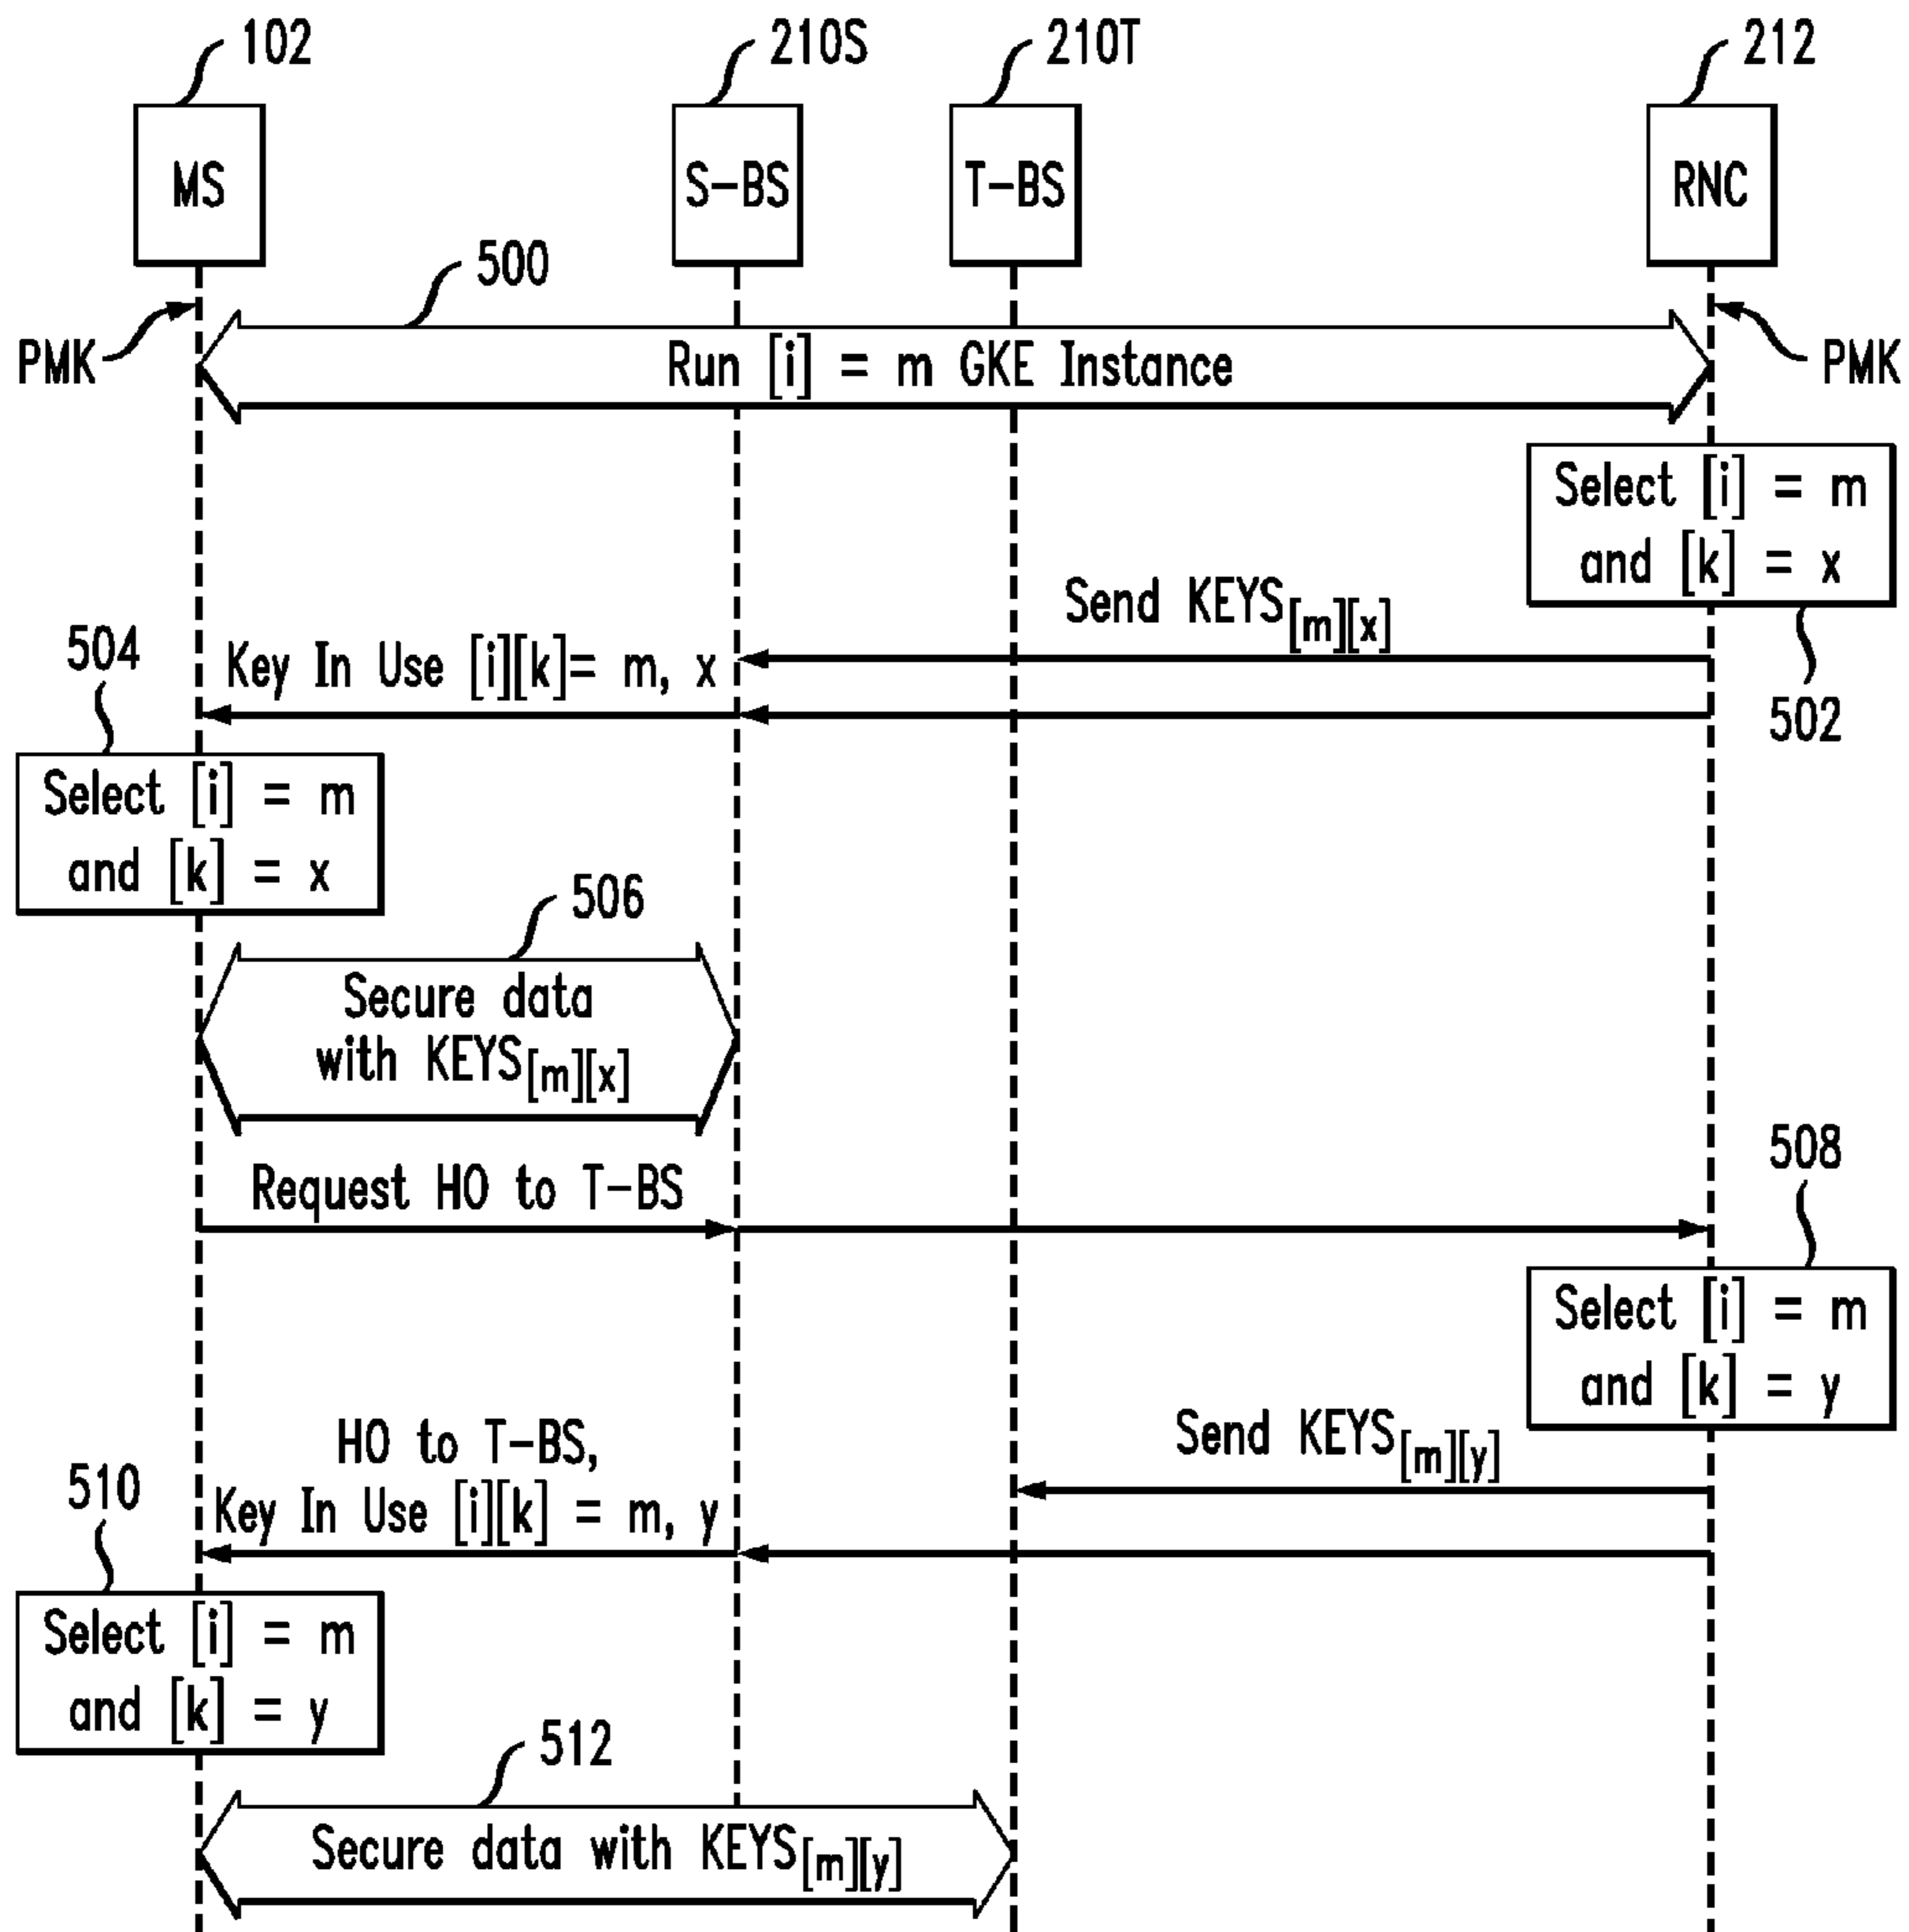 102
210S
210T
212
MS
S-BS
T-BS
RNC
500
PMK
Run [i] = m GKE Instance
PMK
Select [i] = m
and [k] = x
502
Send KEYS[m][x]
504
Key In Use [i][k]= m, x
Select [i] = m
and [k] = x
506
Secure data
with KEYS[m][x]
Request HO to T-BS
508
Select [i] = m
and [k] = y
Send KEYS[m][y]
HO to T-BS,
Key In Use [i][k] = m, y
510
Select [i] = m
and [k] = y
512
Secure data with KEYS[m][y]